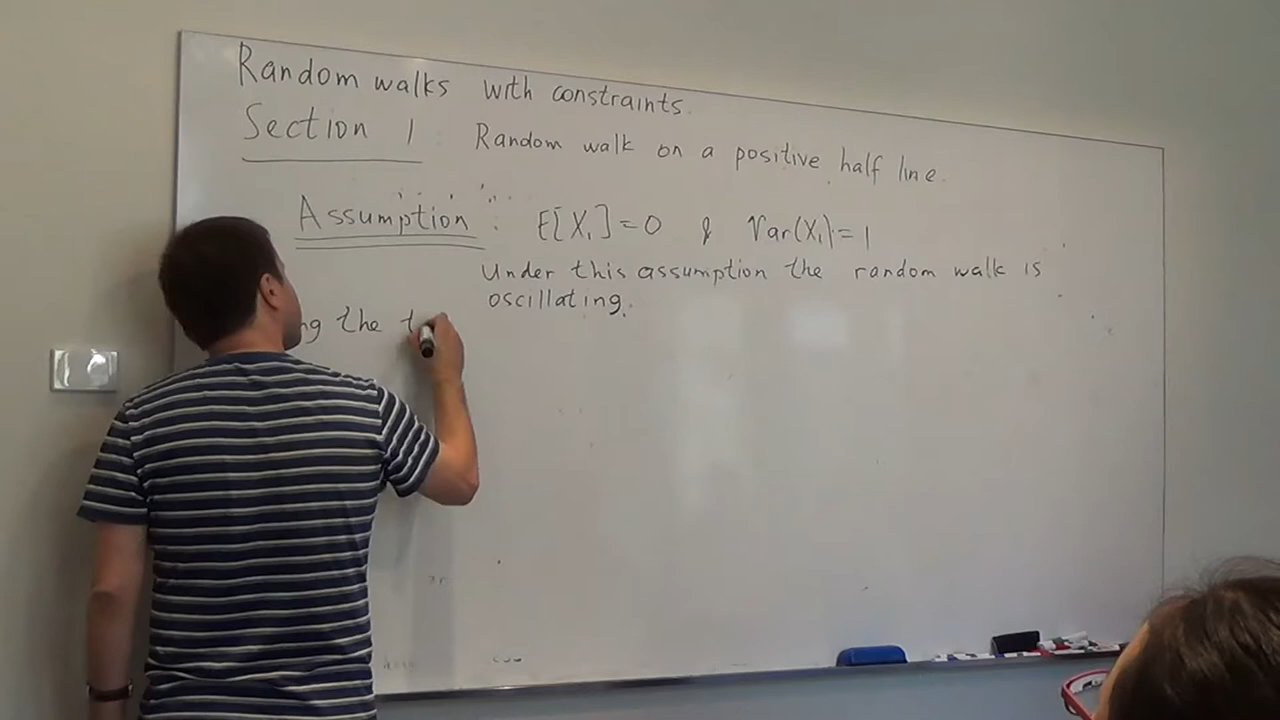 Random walks with constraints.
Section 1 Random walk on a positive half line.
Assumption: E[X₁]=0 & Var(X₁)=1
Under this assumption the random walk is
oscillating.
the t